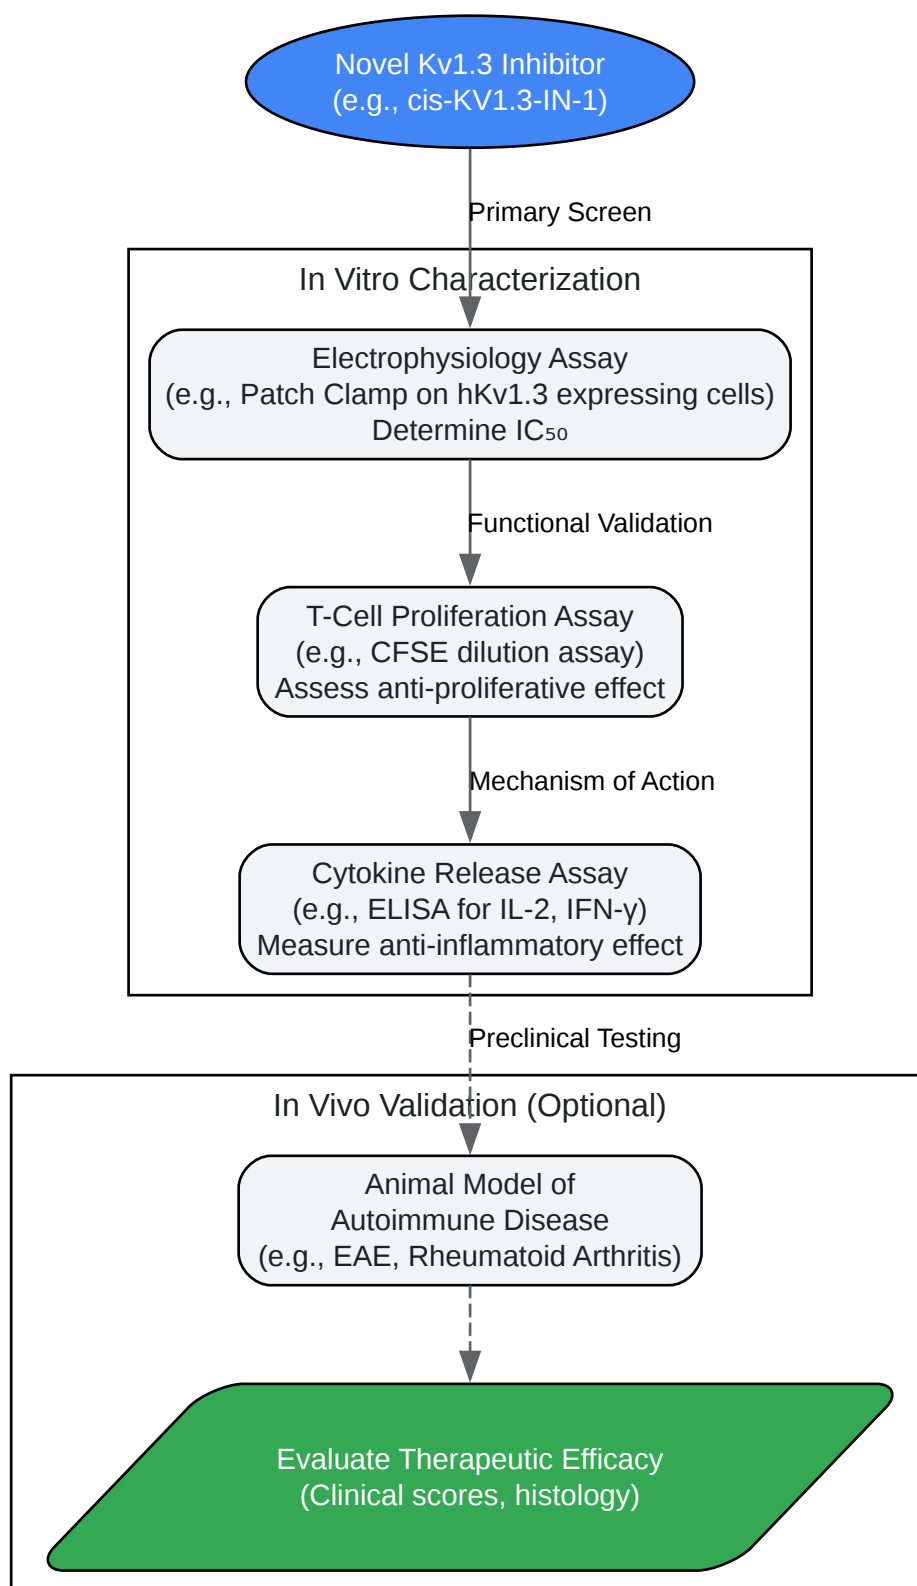 Novel Kv1.3 Inhibitor
(e.g., cis-KV1.3-IN-1)
Primary Screen
In Vitro Characterization
Electrophysiology Assay
(e.g., Patch Clamp on hKv1.3 expressing cells)
Determine IC₅₀
Functional Validation
T-Cell Proliferation Assay
(e.g., CFSE dilution assay)
Assess anti-proliferative effect
Mechanism of Action
Cytokine Release Assay
(e.g., ELISA for IL-2, IFN-γ)
Measure anti-inflammatory effect
Preclinical Testing
In Vivo Validation (Optional)
Animal Model of
Autoimmune Disease
(e.g., EAE, Rheumatoid Arthritis)
Evaluate Therapeutic Efficacy
(Clinical scores, histology)